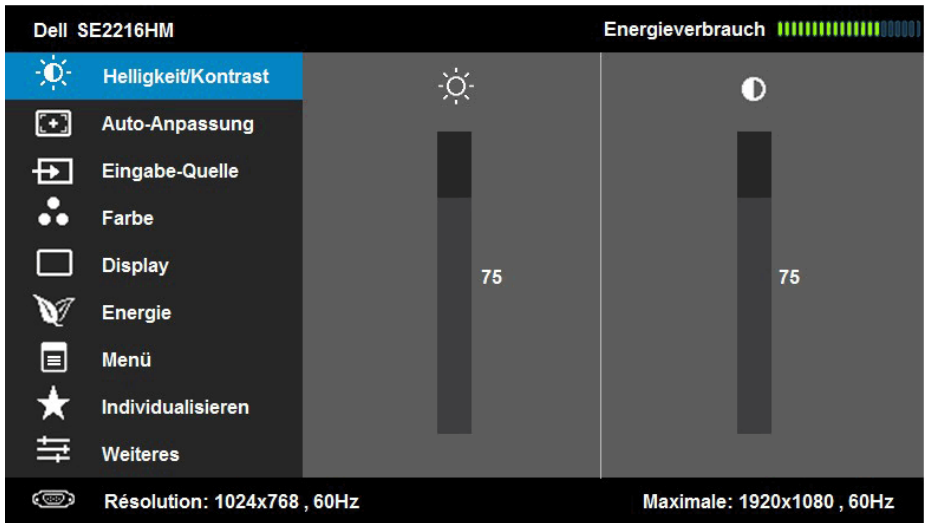 Dell SE2216HM
Energieverbrauch
Helligkeit/Kontrast
Auto-Anpassung
Eingabe-Quelle
Farbe
Display
Energie
Menü
Individualisieren
Weiteres
75
75
Résolution: 1024x768 , 60Hz
Maximale: 1920x1080 , 60Hz